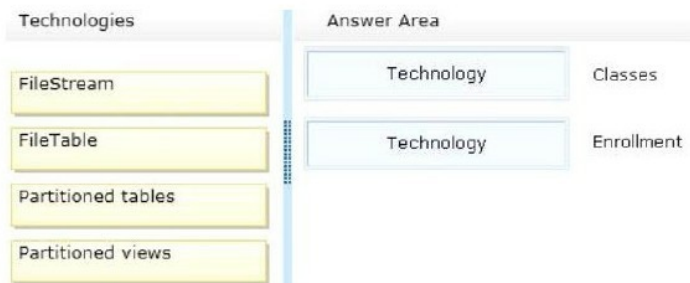 Technologies
Answer Area
FileStream
FileTable
Partitioned tables
Partitioned views
Technology
Classes
Technology
Enrollment